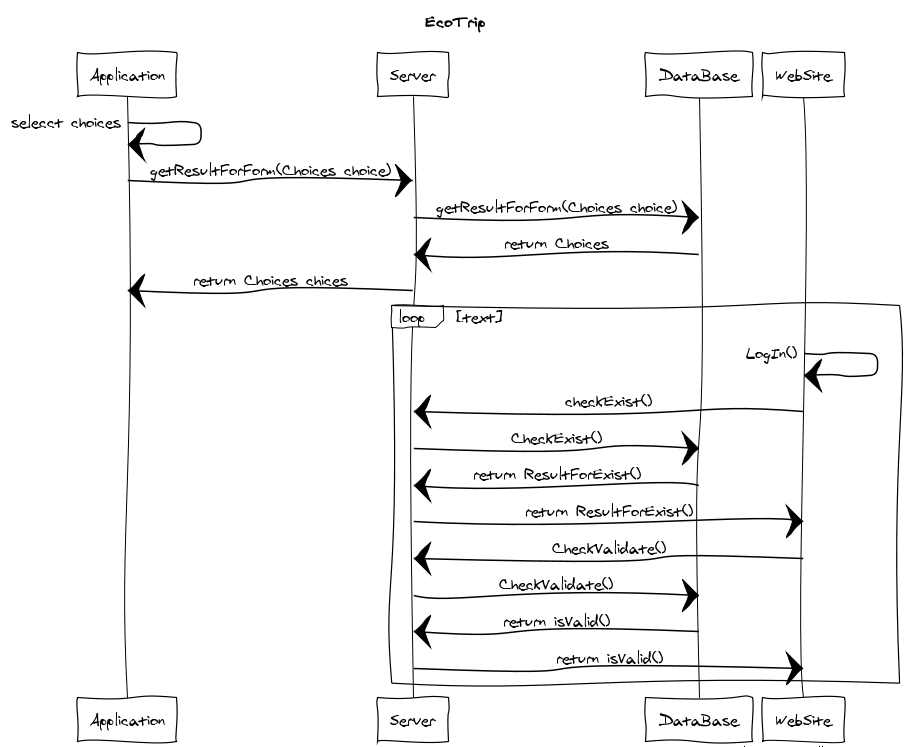 EcoTrip
Application
Server
DataBase
WebSite
selecct choices
getResultForForm(Choices choice)
getResultForForm(Choices choice)
return Choices
return Choices chices
loop [text]
LogIn()
checkExist()
CheckExist()
return ResultForExist()
return ResultForExist()
CheckValidate()
CheckValidate()
return isValid()
return isValid()
Application
Server
DataBase
WebSite